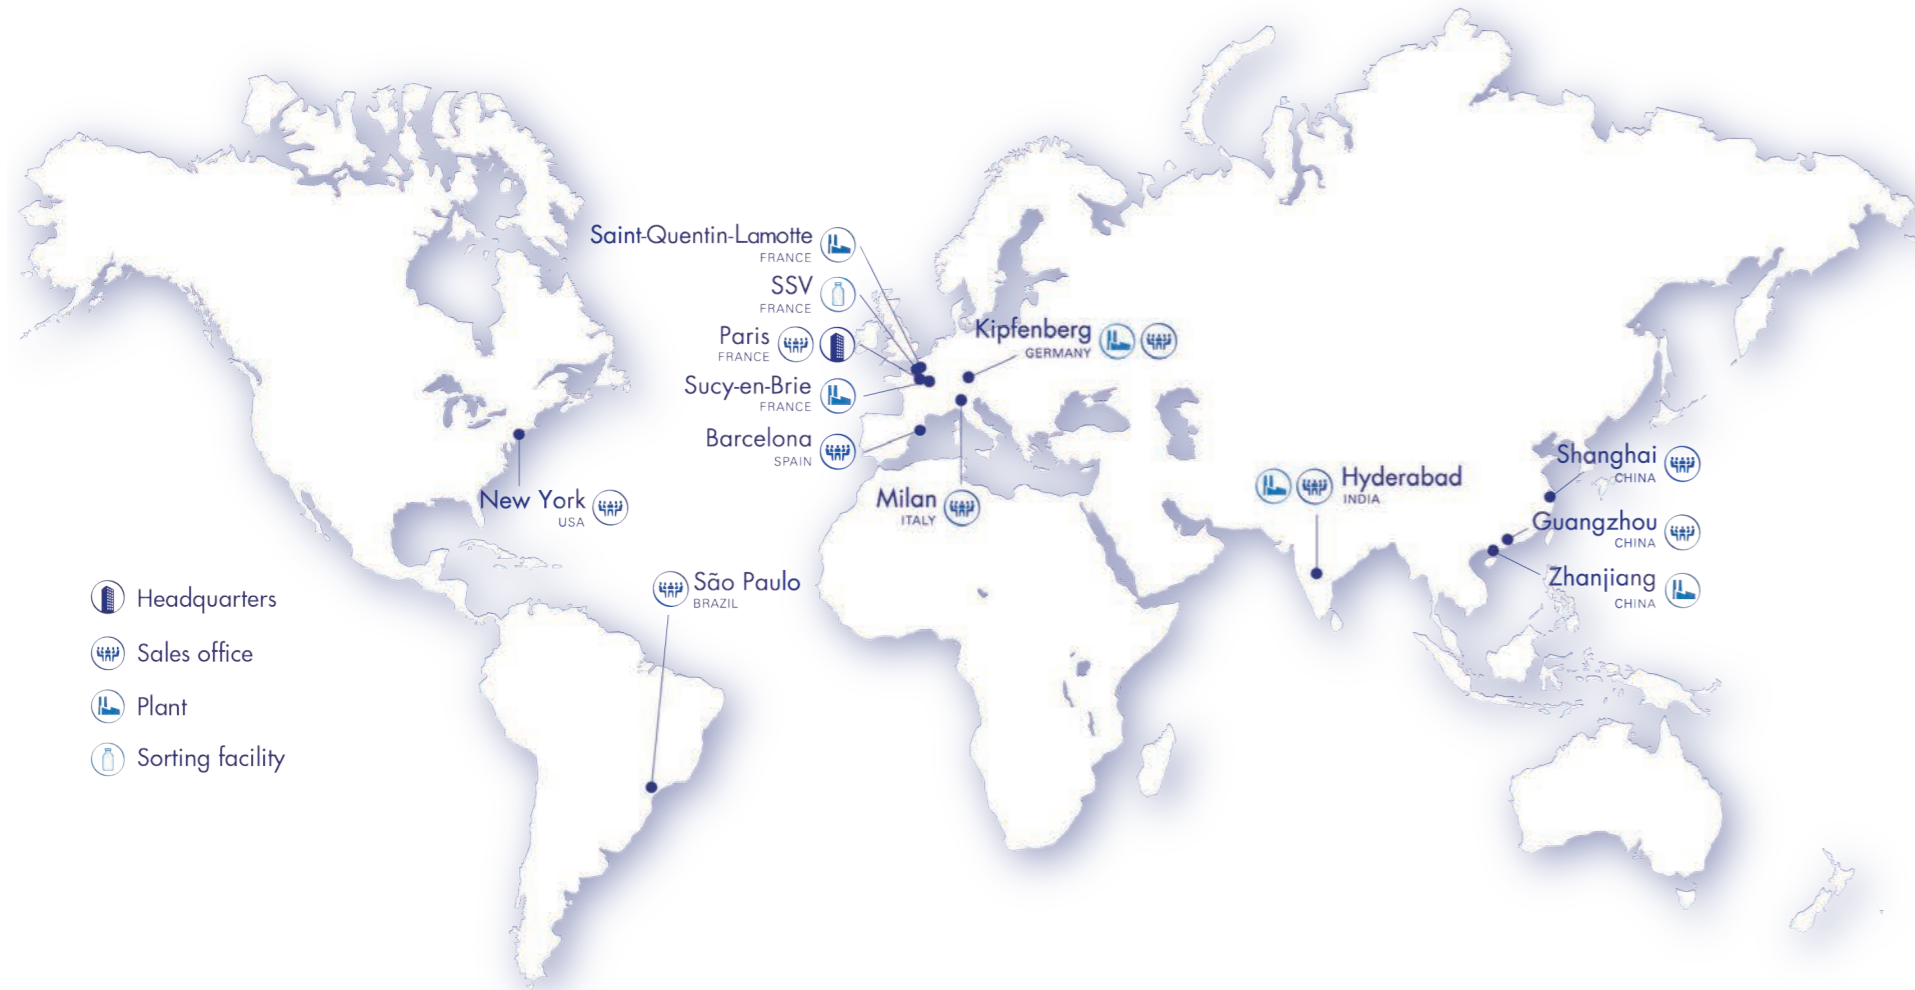 Saint-Quentin-Lamotte
FRANCE
SSV
FRANCE
Paris
FRANCE
Kipfenberg
GERMANY
Sucy-en-Brie
FRANCE
Barcelona
SPAIN
New York
USA
Milan
ITALY
Hyderabad
INDIA
Shanghai
CHINA
Guangzhou
CHINA
Zhanjiang
CHINA
São Paulo
BRAZIL
Headquarters
Sales office
Plant
Sorting facility